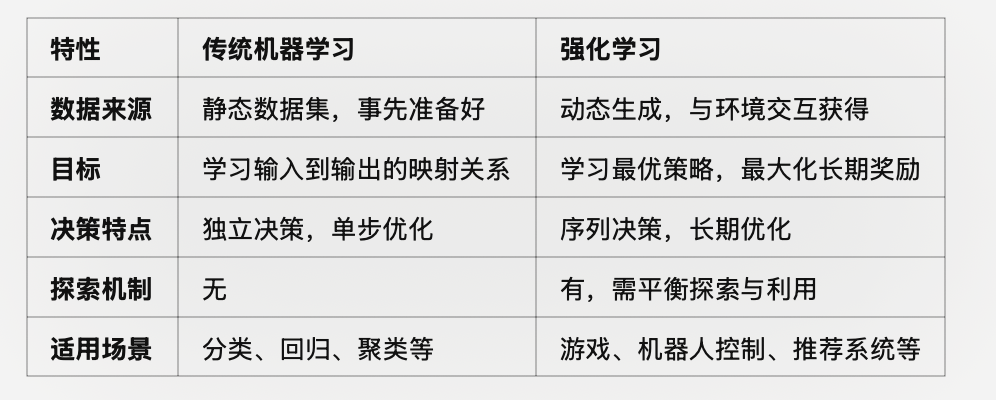 特性 传统机器学习 强化学习
数据来源 静态数据集，事先准备好 动态生成，与环境交互获得
目标 学习输入到输出的映射关系 学习最优策略，最大化长期奖励
决策特点 独立决策，单步优化 序列决策，长期优化
探索机制 无 有，需平衡探索与利用
适用场景 分类、回归、聚类等 游戏、机器人控制、推荐系统等